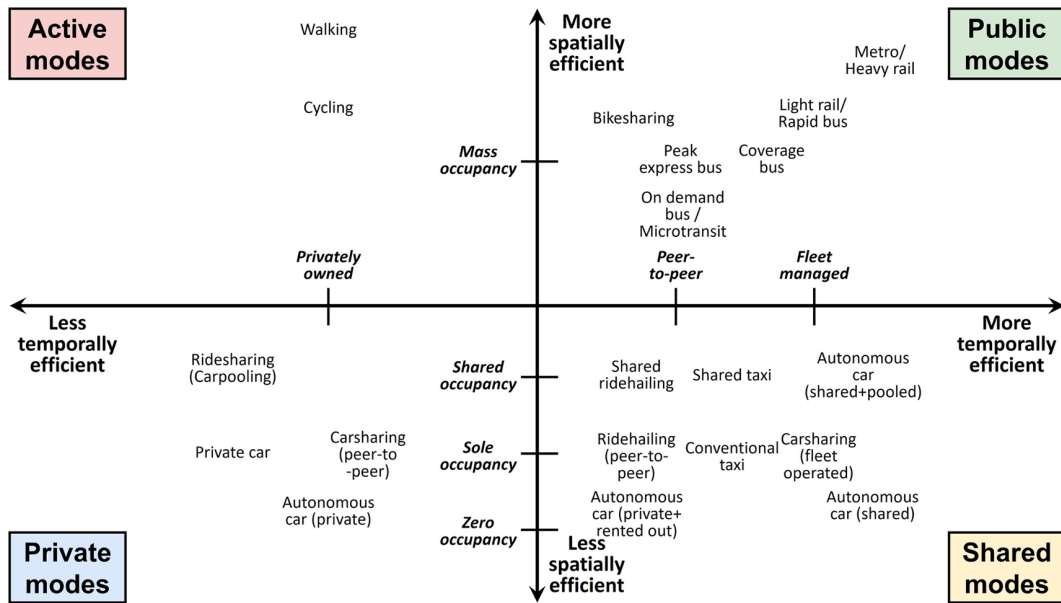 Active
modes
Walking
Cycling
More
spatially
efficient
Public
modes
Metro/
Heavy rail
Light rail/
Rapid bus
Bikesharing
Peak
express bus
Coverage
bus
On demand
bus /
Microtransit
Mass
occupancy
Privately
owned
Peer-
to-peer
Fleet
managed
Less
temporally
efficient
More
temporally
efficient
Ridesharing
(Carpooling)
Shared
occupancy
Shared
ridehailing
Shared taxi
Autonomous
car
(shared+pooled)
Private car
Carsharing
(peer-to
-peer)
Sole
occupancy
Ridehailing
(peer-to-
peer)
Conventional
taxi
Carsharing
(fleet
operated)
Autonomous
car (private)
Zero
occupancy
Autonomous
car (private+
rented out)
Autonomous
car (shared)
Private
modes
Less
spatially
efficient
Shared
modes